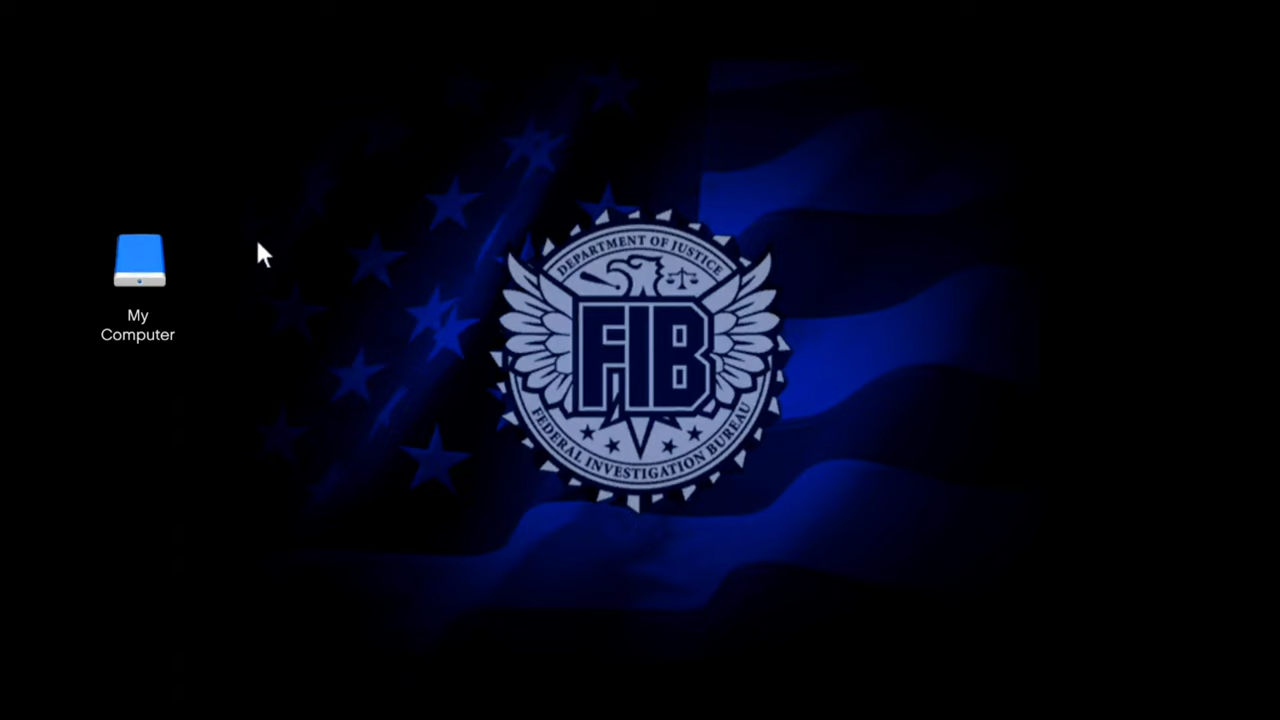 My
Computer
DEPARTMENT OF JUSTICE
FIB
FEDERAL INVESTIGATION BUREAU